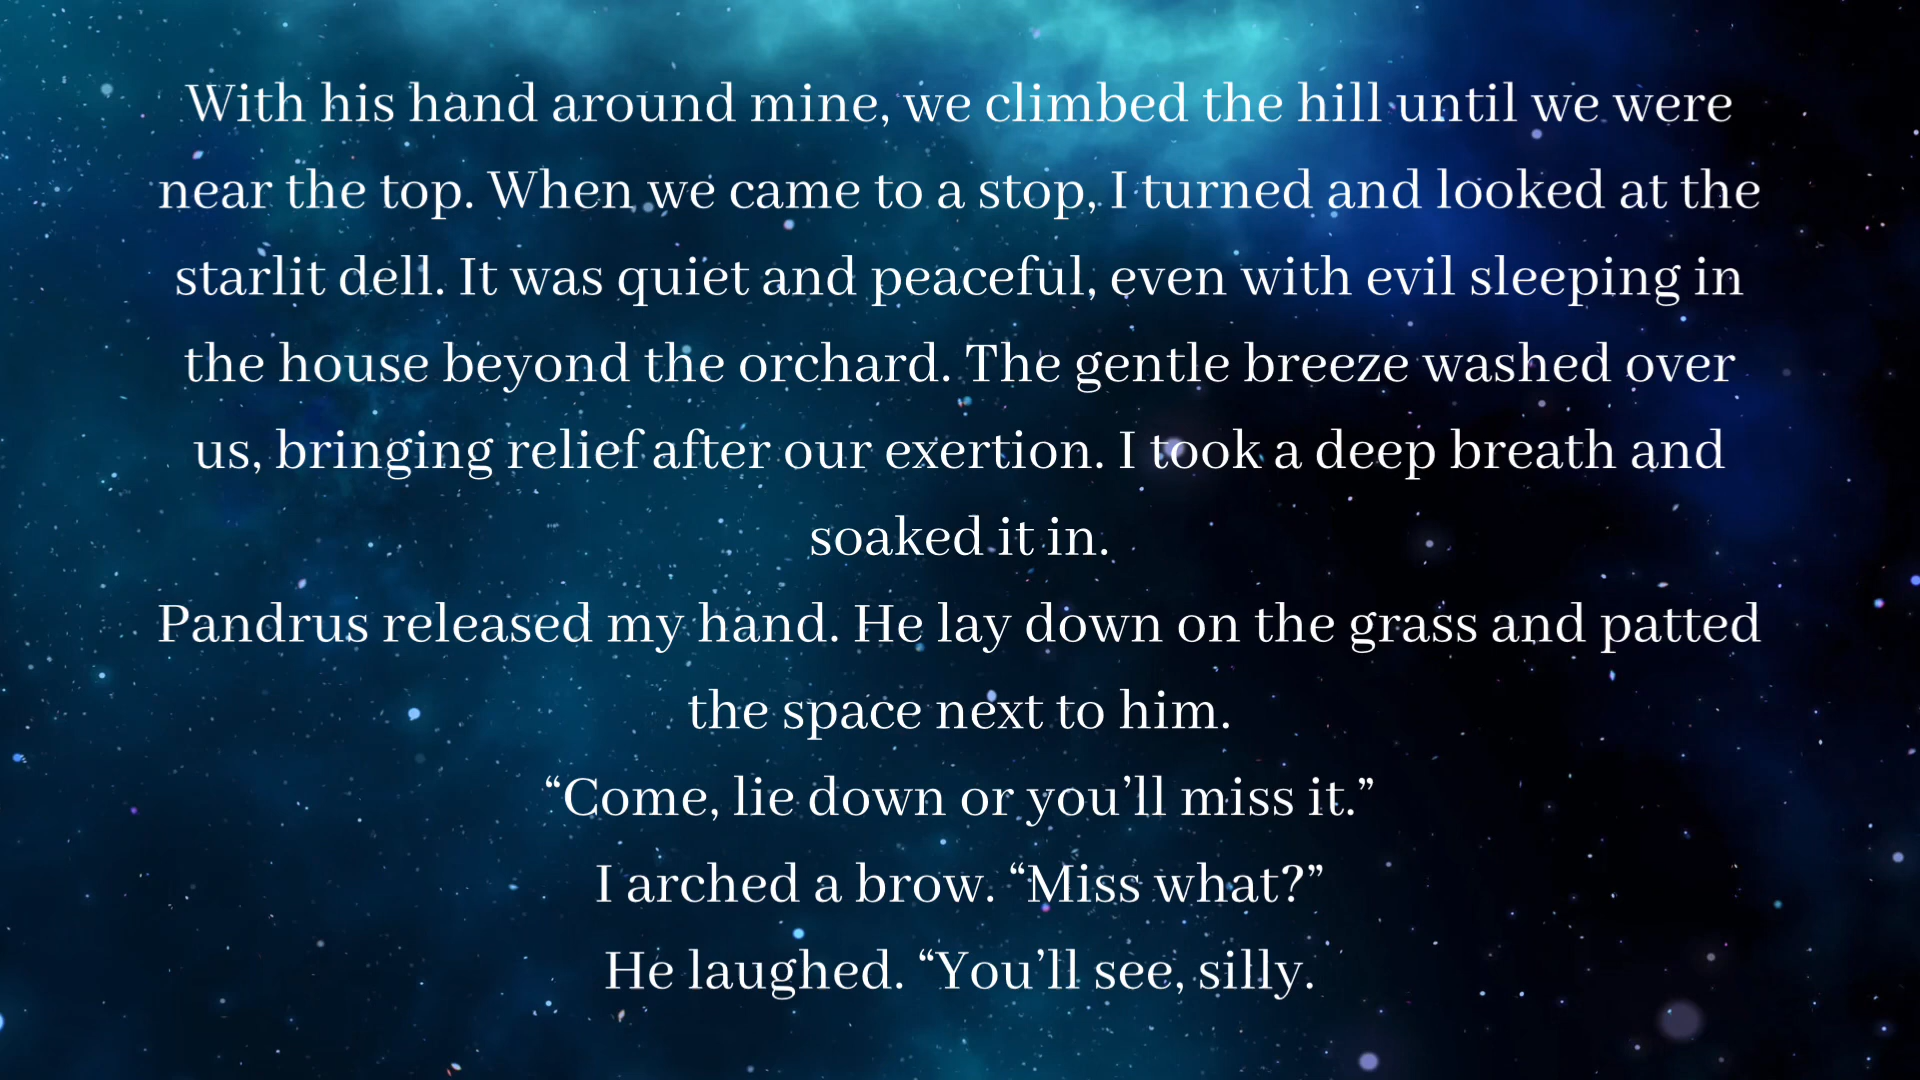 With his hand around mine, we climbed the hill until we were
near the top. When we came to a stop, I turned and looked at the
starlit dell. It was quiet and peaceful, even with evil sleeping in
the house beyond the orchard. The gentle breeze washed over
us, bringing relief after our exertion. I took a deep breath and
soaked it in.
Pandrus released my hand. He lay down on the grass and patted
the space next to him.
“Come, lie down or you’ll miss it.”
I arched a brow. “Miss what?”
He laughed. “You’ll see, silly.